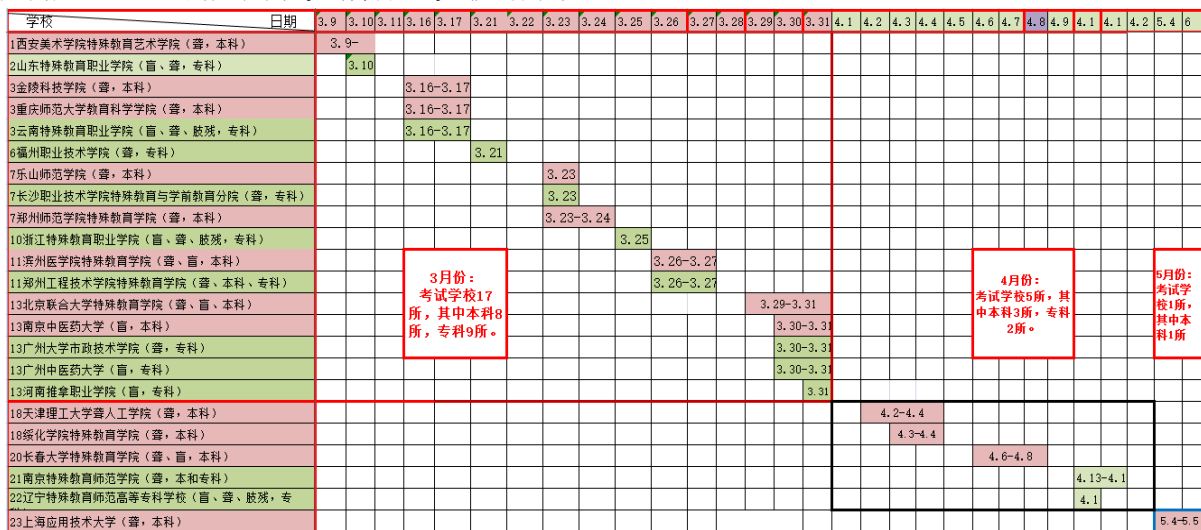 学校 日期 3.9 3.10 3.11 3.16 3.17 3.21 3.22 3.23 3.24 3.25 3.26 3.27 3.28 3.29 3.30 3.31 4.1 4.2 4.3 4.4 4.5 4.6 4.7 4.8 4.9 4.1 4.1 4.2 5.4 6
1西安美术学院特殊教育艺术学院（聋，本科） 3.9-
2山东特殊教育职业学院（盲、聋，专科） 3.10
3金陵科技学院（聋，本科） 3.16-3.17
3重庆师范大学教育科学学院（聋，本科） 3.16-3.17
3云南特殊教育职业学院（盲、聋、肢残，专科） 3.16-3.17
6福州职业技术学院（聋，专科） 3.21
7乐山师范学院（聋，本科） 3.23
7长沙职业技术学院特殊教育与学前教育分院（聋，专科） 3.23
7郑州师范学院特殊教育学院（聋，本科） 3.23-3.24
10浙江特殊教育职业学院（盲、聋、肢残，专科） 3.25
11滨州医学院特殊教育学院（聋、盲，本科） 3.26-3.27
11郑州工程技术学院特殊教育学院（聋、本科、专科） 3.26-3.27
13北京联合大学特殊教育学院（聋、盲，本科） 3.29-3.31
13南京中医药大学（盲，本科） 3.30-3.31
13广州大学市政技术学院（聋，专科） 3.30-3.31
13广州中医药大学（盲，专科） 3.30-3.31
13河南推拿职业学院（盲，专科） 3.31
3月份：
考试学校17
所，其中本科8
所，专科9所。
4月份：
考试学校5所，其
中本科3所，专科
2所。
5月份：
考试学
校1所，
其中本
科1所
18天津理工大学聋人工学院（聋，本科） 4.2-4.4
18绥化学院特殊教育学院（聋，本科） 4.3-4.4
20长春大学特殊教育学院（聋、盲，本科） 4.6-4.8
21南京特殊教育师范学院（聋，本和专科） 4.13-4.1
22辽宁特殊教育师范高等专科学校（盲、聋、肢残，专 4.1
23上海应用技术大学（聋，本科） 5.4-5.5